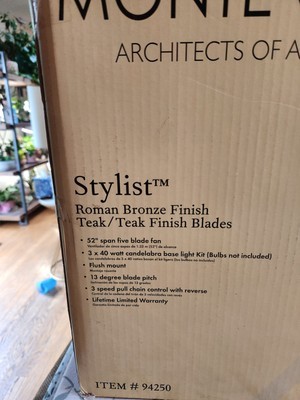 MONTE
ARCHITECTS OF A
Stylist™
Roman Bronze Finish
Teak/Teak Finish Blades
• 52" span five blade fan
• 3 x 40 watt candelabra base light Kit (Bulbs not included)
• Flush mount
• 13 degree blade pitch
• 3 speed pull chain control with reverse
• Lifetime Limited Warranty
ITEM # 94250